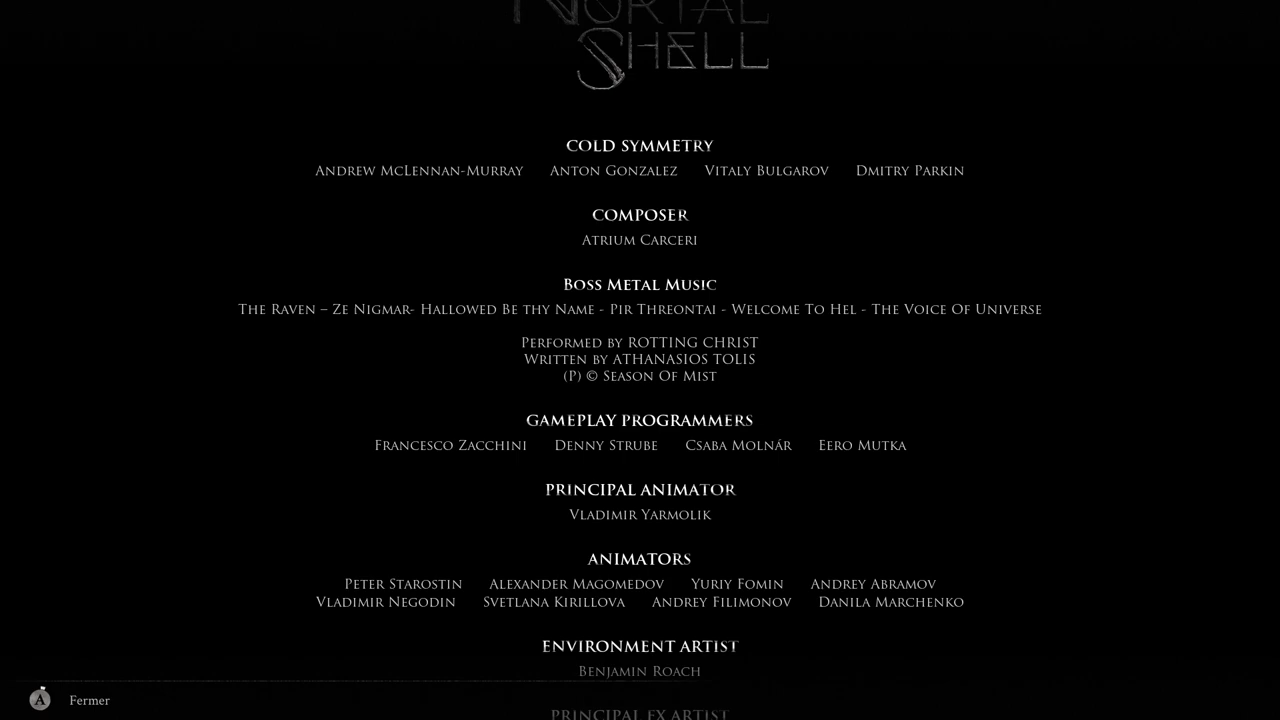 MORTAL
SHELL
COLD SYMMETRY
Andrew McLennan-Murray Anton Gonzalez Vitaly Bulgarov Dmitry Parkin
COMPOSER
Atrium Carceri
Boss Metal Music
The Raven – Ze Nigmar- Hallowed Be thy Name - Pir Threontai - Welcome To Hel - The Voice Of Universe
Performed by ROTTING CHRIST
Written by ATHANASIOS TOLIS
(P) © Season Of Mist
GAMEPLAY PROGRAMMERS
Francesco Zacchini Denny Strube Csaba Molnár Eero Mutka
PRINCIPAL ANIMATOR
Vladimir Yarmolik
ANIMATORS
Peter Starostin Alexander Magomedov Yuriy Fomin Andrey Abramov
Vladimir Negodin Svetlana Kirillova Andrey Filimonov Danila Marchenko
ENVIRONMENT ARTIST
Benjamin Roach
PRINCIPAL FX ARTIST
A Fermer